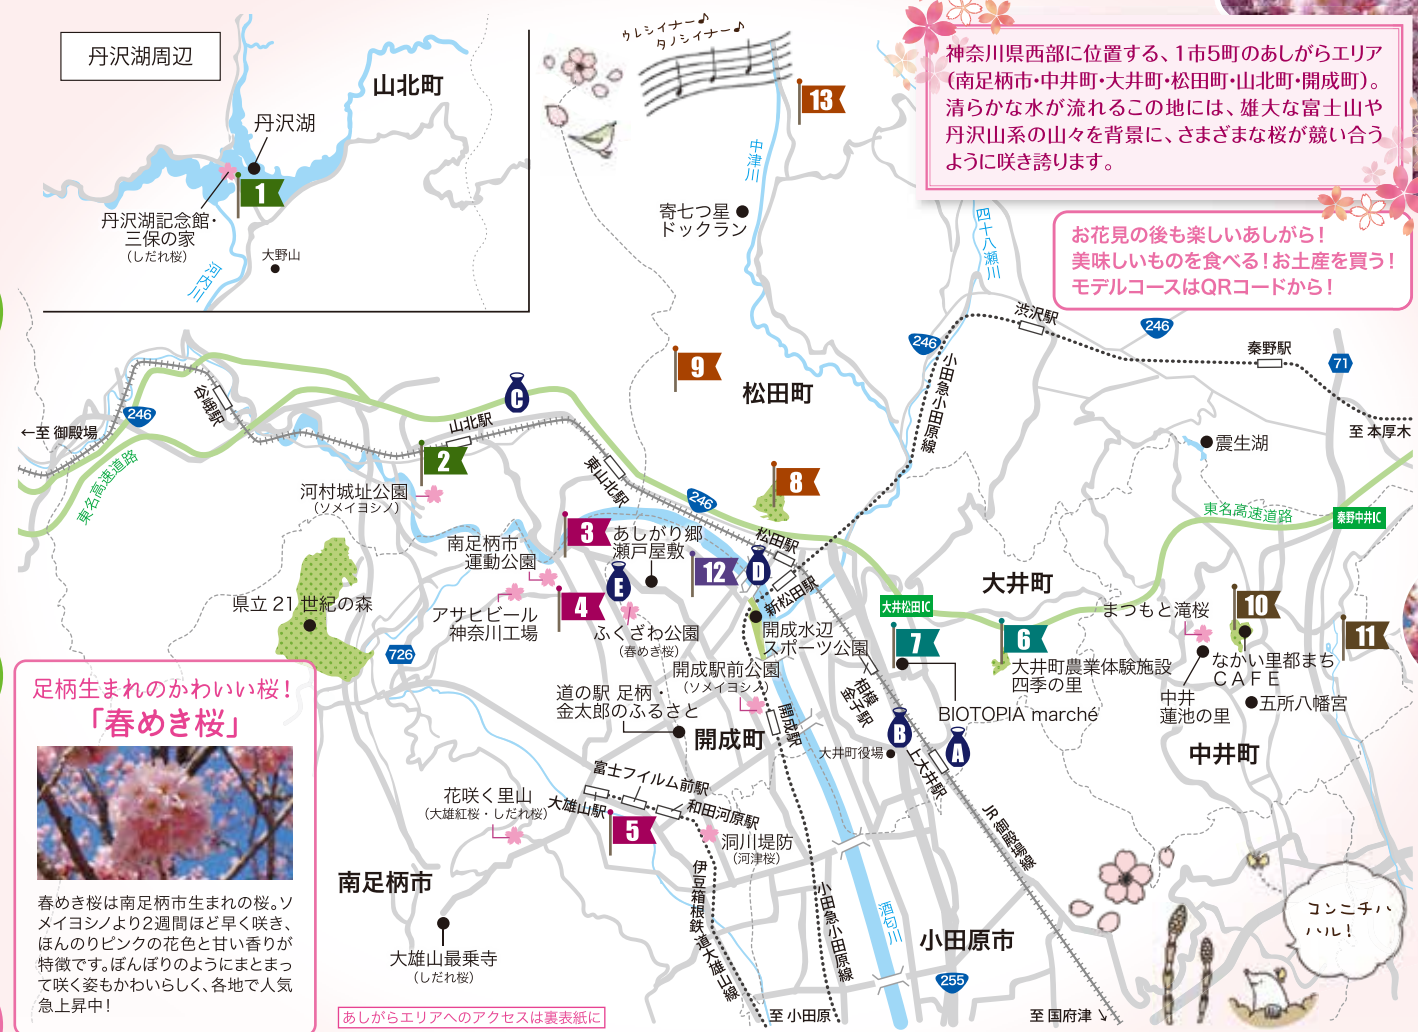 丹沢湖周辺
山北町
丹沢湖
1
丹沢湖記念館・
三保の家
(しだれ桜)
大野山
河内川
ウレシイナー♪
タノシイナー♪
13
中津川
寄七つ星
ドックラン
神奈川県西部に位置する、1市5町のあしがらエリア
(南足柄市・中井町・大井町・松田町・山北町・開成町)。
清らかな水が流れるこの地には、雄大な富士山や
丹沢山系の山々を背景に、さまざまな桜が競い合う
ように咲き誇ります。
四十八瀬川
お花見の後も楽しいあしがら!
美味しいものを食べる!お土産を買う!
モデルコースはQRコードから!
渋沢駅
246
246
秦野駅
71
小田急小田原線
至 本厚木
9
松田町
谷峨駅
246
←至 御殿場
東名高速道路
C
山北駅
2
河村城址公園
(ソメイヨシノ)
東山北駅
246
8
震生湖
東名高速道路
秦野中井IC
3
あしがり郷
瀬戸屋敷
松田駅
12
D
新松田駅
南足柄市
運動公園
E
4
アサヒビール
神奈川工場
ふくざわ公園
(春めき桜)
県立 21 世紀の森
726
開成水辺
スポーツ公園
開成駅前公園
(ソメイヨシノ)
大井松田IC
大井町
7
6
大井町農業体験施設
四季の里
BIOTOPIA marché
まつもと滝桜
10
11
なかい里都まち
CAFE
中井
蓮池の里
五所八幡宮
中井町
相模金子駅
B
A
大井町役場
上大井駅
道の駅 足柄・
金太郎のふるさと
開成町
開成駅
富士フイルム前駅
大雄山駅
和田河原駅
5
洞川堤防
(河津桜)
花咲く里山
(大雄紅桜・しだれ桜)
JR 御殿場線
伊豆箱根鉄道大雄山線
小田急小田原線
酒匂川
小田原市
255
南足柄市
大雄山最乗寺
(しだれ桜)
足柄生まれのかわいい桜!
「春めき桜」
春めき桜は南足柄市生まれの桜。ソ
メイヨシノより2週間ほど早く咲き、
ほんのりピンクの花色と甘い香りが
特徴です。ぼんぼりのようにまとまっ
て咲く姿もかわいらしく、各地で人気
急上昇中!
あしがらエリアへのアクセスは裏表紙に
至 小田原
至 国府津
コンニチハ
ハル!